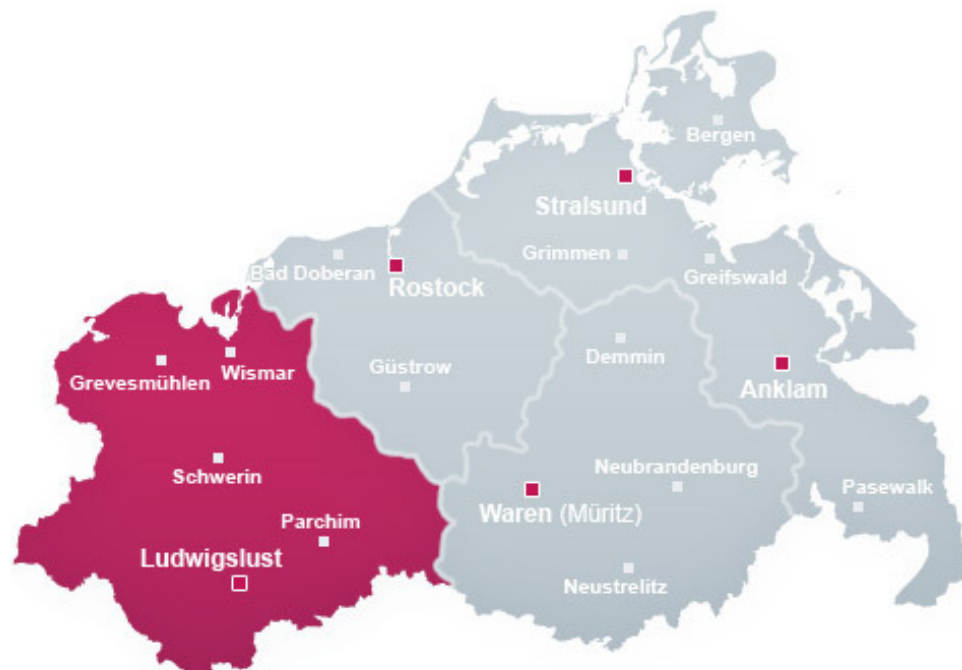 Bergen
Stralsund
Grimmen
Greifswald
Bad Doberan
Rostock
Demmin
Wismar
Grevesmühlen
Güstrow
Anklam
Schwerin
Neubrandenburg
Pasewalk
Waren (Müritz)
Parchim
Ludwigslust
Neustrelitz